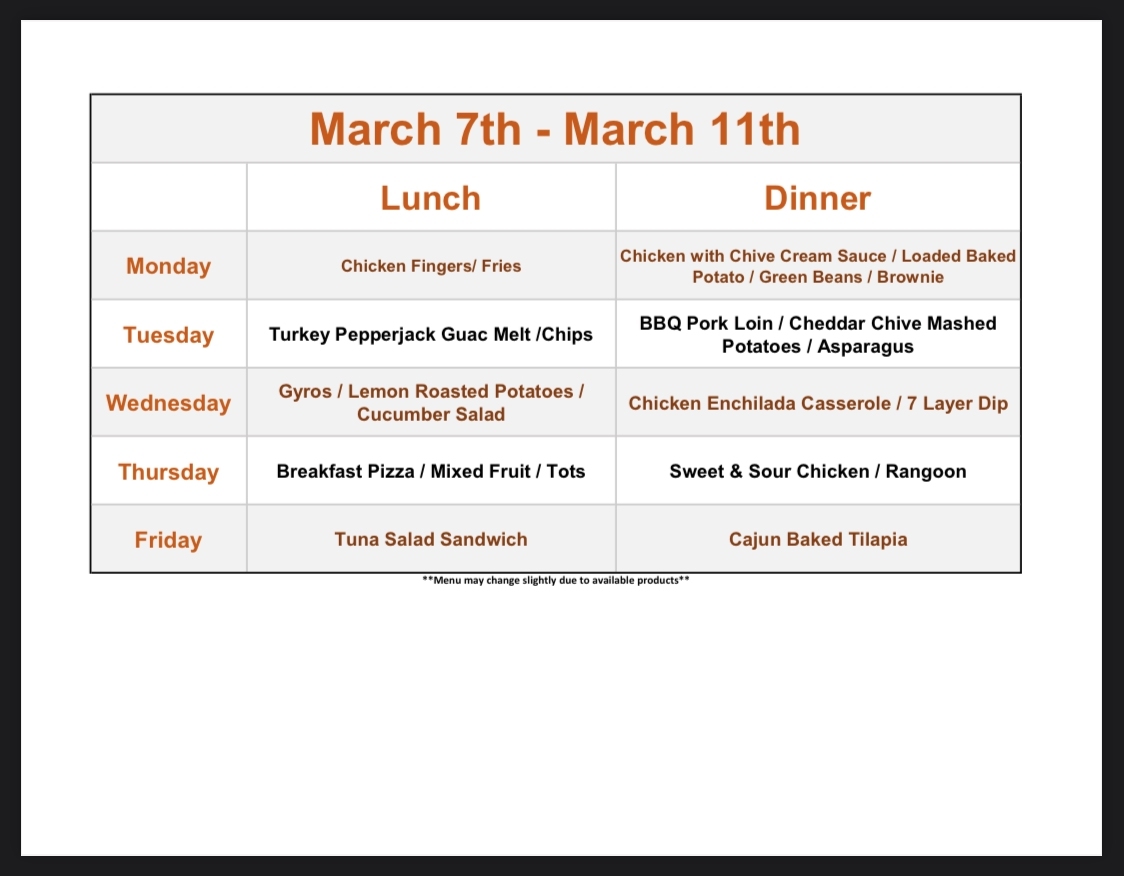 March 7th - March 11th
Lunch Dinner
Monday
Chicken Fingers/ Fries
Chicken with Chive Cream Sauce / Loaded Baked
Potato / Green Beans / Brownie
Tuesday
Turkey Pepperjack Guac Melt /Chips
BBQ Pork Loin / Cheddar Chive Mashed
Potatoes / Asparagus
Wednesday
Gyros / Lemon Roasted Potatoes /
Cucumber Salad
Chicken Enchilada Casserole / 7 Layer Dip
Thursday
Breakfast Pizza / Mixed Fruit / Tots
Sweet & Sour Chicken / Rangoon
Friday
Tuna Salad Sandwich
Cajun Baked Tilapia
**Menu may change slightly due to available products**